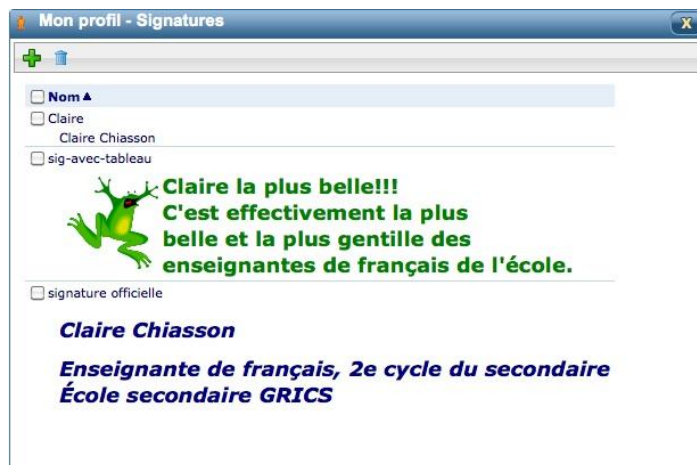 Mon profil - Signatures
X
Nom
Claire
Claire Chiasson
sig-avec-tableau
Claire la plus belle!!!
C'est effectivement la plus
belle et la plus gentille des
enseignantes de français de l'école.
signature officielle
Claire Chiasson
Enseignante de français, 2e cycle du secondaire
École secondaire GRICS